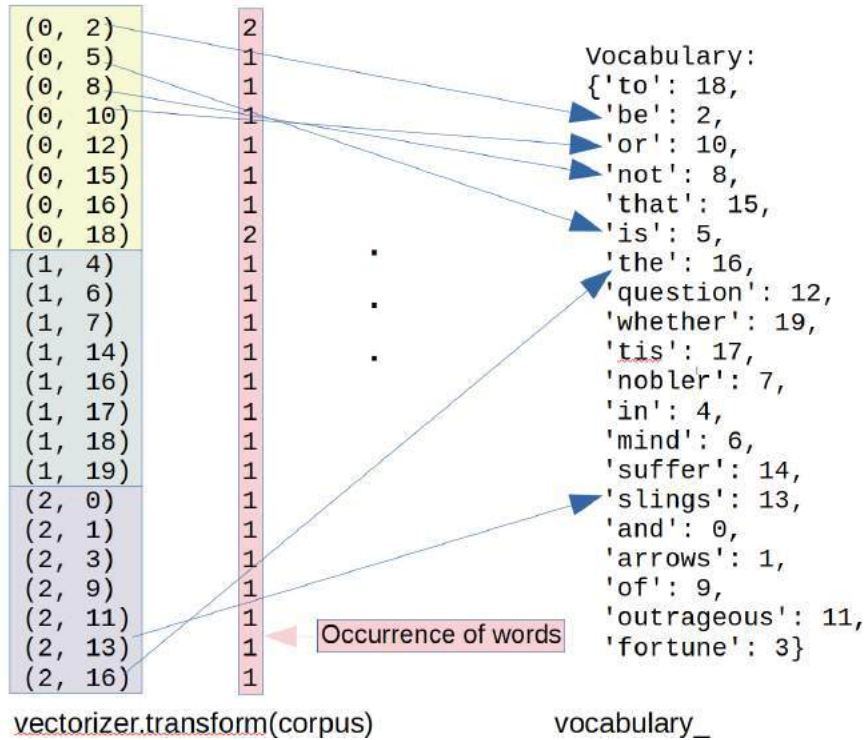 (0, 2) 2
(0, 5) 1
(0, 8) 1
(0, 10) 1
(0, 12) 1
(0, 15) 1
(0, 16) 1
(0, 18) 2
(1, 4) 1
(1, 6) 1
(1, 7) 1
(1, 14) 1
(1, 16) 1
(1, 17) 1
(1, 18) 1
(1, 19) 1
(2, 0) 1
(2, 1) 1
(2, 3) 1
(2, 9) 1
(2, 11) 1
(2, 13) 1
(2, 16) 1
Occurrence of words
vectorizer.transform(corpus)
Vocabulary:
{'to': 18,
'be': 2,
'or': 10,
'not': 8,
'that': 15,
'is': 5,
'the': 16,
'question': 12,
'whether': 19,
'tis': 17,
'nobler': 7,
'in': 4,
'mind': 6,
'suffer': 14,
'slings': 13,
'and': 0,
'arrows': 1,
'of': 9,
'outrageous': 11,
'fortune': 3}
vocabulary_